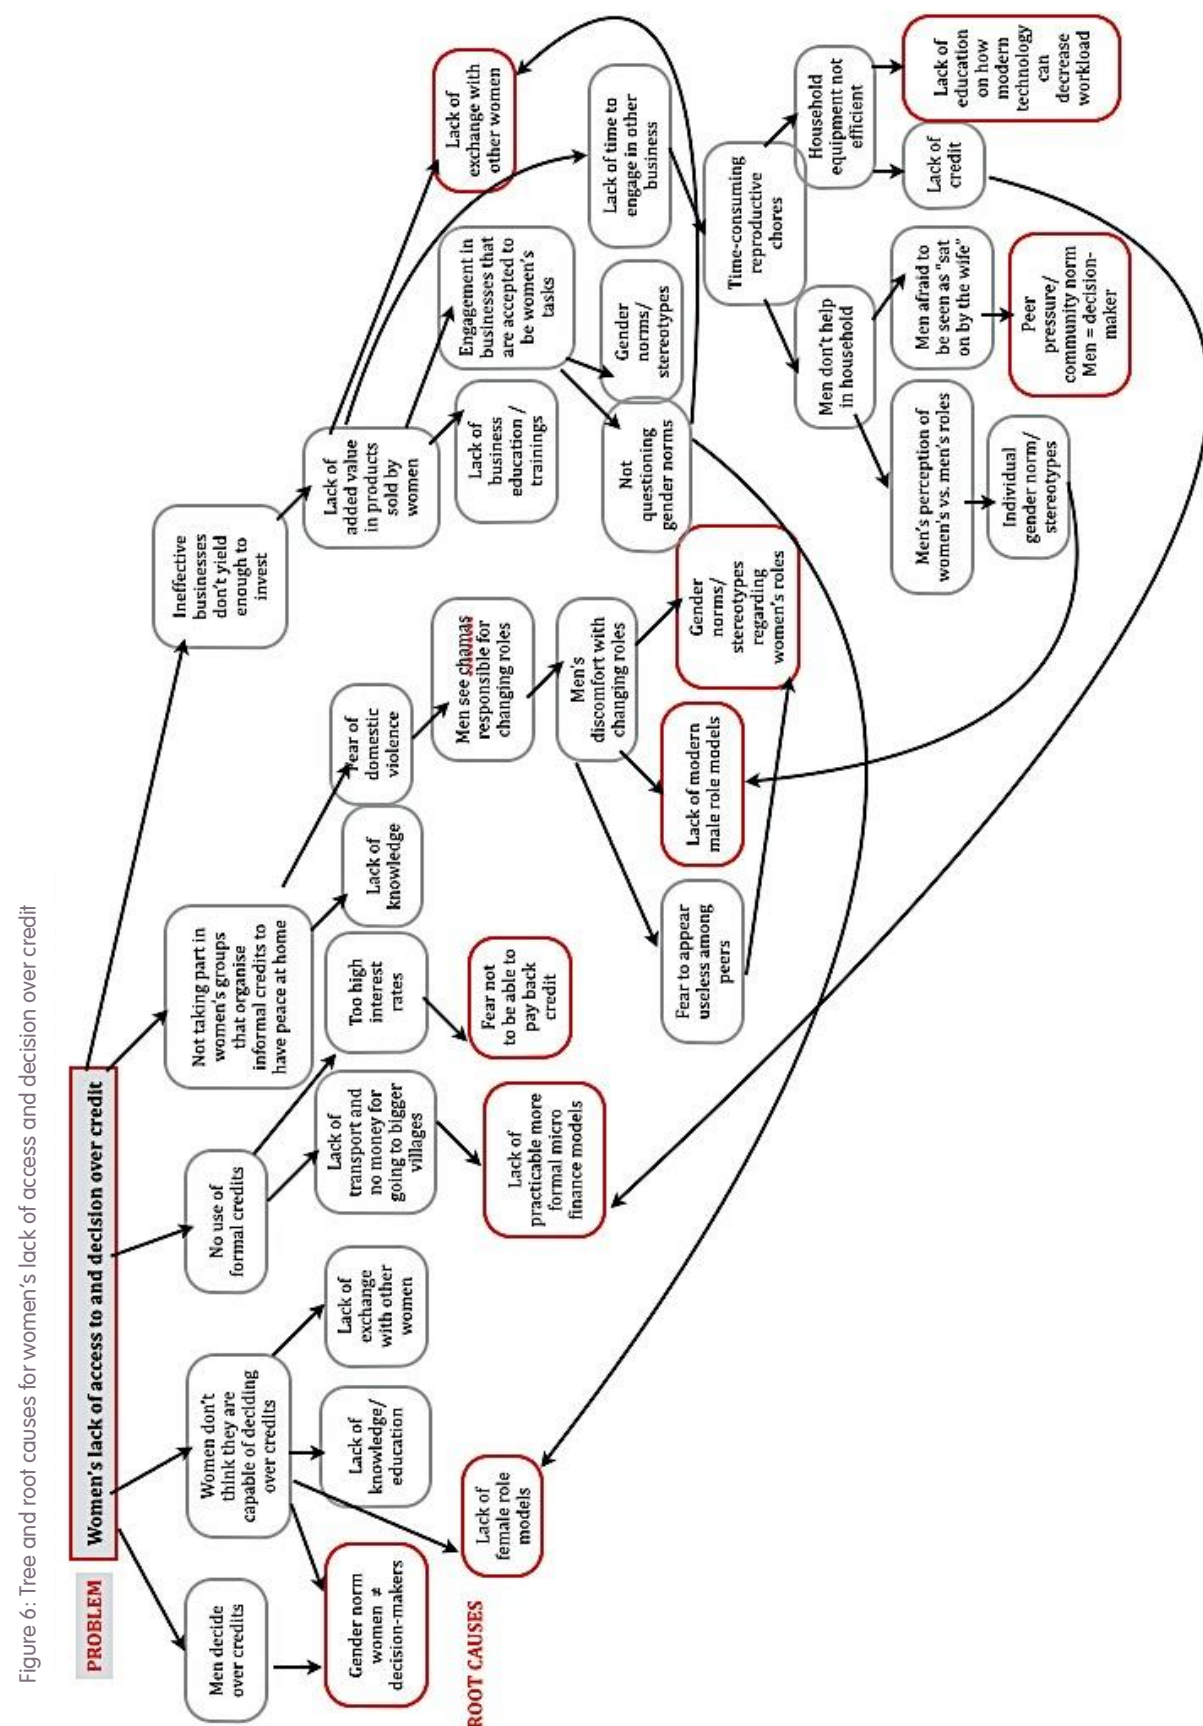 Figure 6: Tree and root causes for women's lack of access and decision over credit
PROBLEM
Women's lack of access to and decision over credit
Men decide
over credits
Women don't
think they are
capable of deciding
over credits
No use of
formal credits
Not taking part in
women's groups
that organise
informal credits to
have peace at home
Ineffective
businesses
don't yield
enough to
invest
Gender norm
women ≠
decision-makers
Lack of
knowledge/
education
Lack of
exchange
with other
women
Lack of
transport and
no money for
going to bigger
villages
Too high
interest
rates
Lack of
knowledge
Fear of
domestic
violence
Lack of
added value
in products
sold by
women
ROOT CAUSES
Lack of
female role
models
Lack of
practicable more
formal micro
finance models
Fear not
to be able to
pay back
credit
Men see chamas
responsible for
changing roles
Lack of
business
education /
trainings
Engagement in
businesses that
are accepted to
be women's
tasks
Lack of
exchange with
other women
Men's
discomfort with
changing roles
Not
questioning
gender norms
Gender
norms/
stereotypes
Lack of time to
engage in other
business
Fear to appear
useless among
peers
Lack of modern
male role models
Gender
norms/
stereotypes
regarding
women's roles
Time-consuming
reproductive
chores
Men don't help
in household
Household
equipment not
efficient
Men's perception of
women's vs. men's roles
Men afraid to
be seen as "sat
on by the wife"
Lack of
credit
Lack of
education
on how
modern
technology
can
decrease
workload
Individual
gender norm/
stereotypes
Peer
pressure/
community norm
Men = decision-
maker